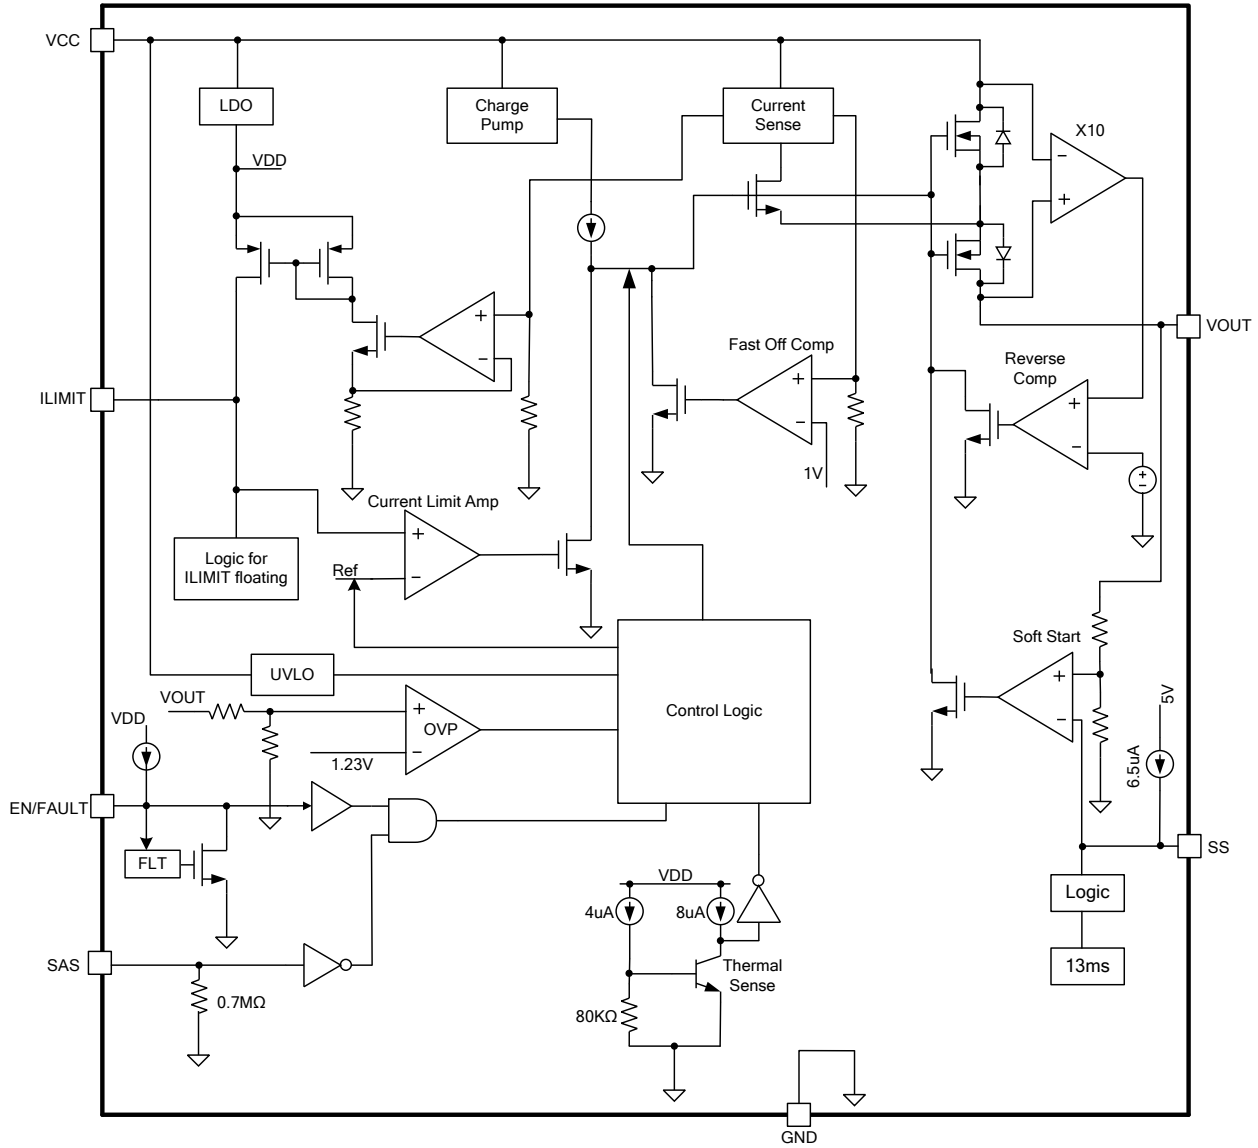 VCC
LDO
Charge
Pump
Current
Sense
X10
VDD
−
+
VOUT
+
−
Fast Off Comp
+
−
1V
Reverse
Comp
+
−
+
−
ILIMIT
Current Limit Amp
+
−
Ref
Logic for
ILIMIT floating
Soft Start
+
−
5V
6.5uA
UVLO
Control Logic
VOUT
+
OVP
−
1.23V
VDD
EN/FAULT
FLT
SS
Logic
13ms
VDD
4uA
8uA
Thermal
Sense
80KΩ
SAS
0.7MΩ
GND